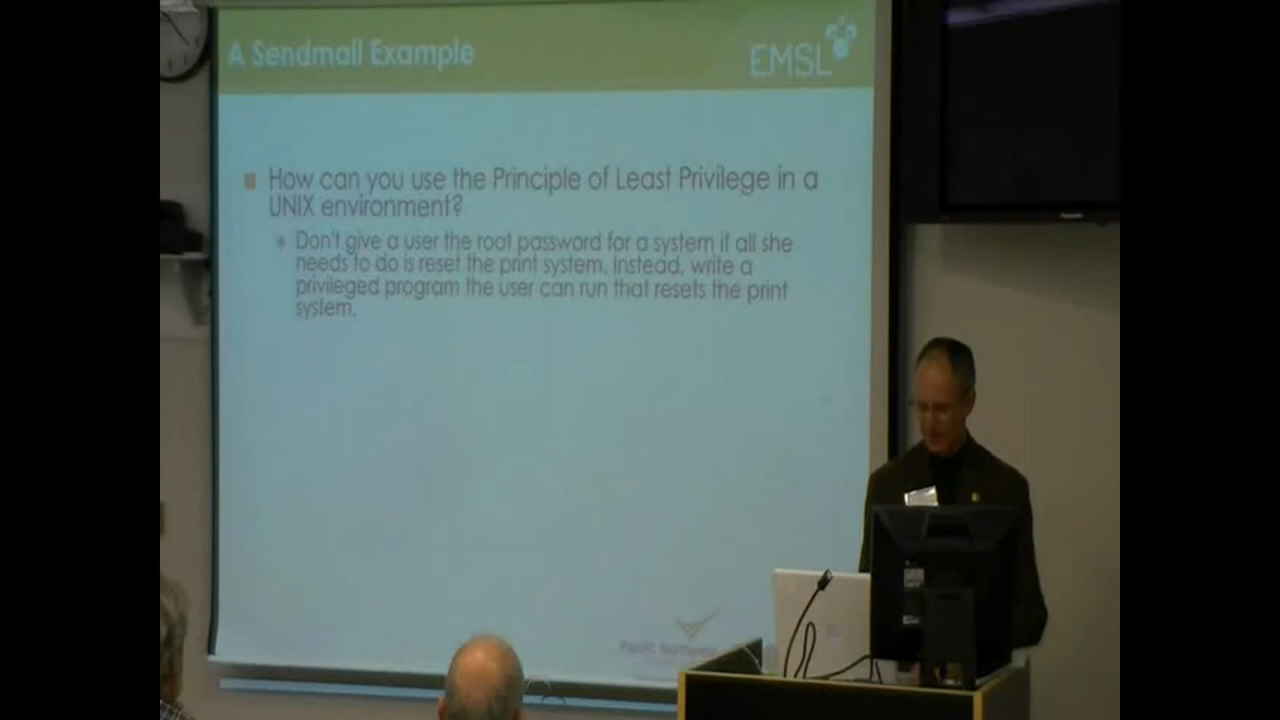 A Sendmail Example
EMSL
How can you use the Principle of Least Privilege in a
UNIX environment?
Don't give a user the root password for a system if all she
needs to do is reset the print system. Instead, write a
privileged program the user can run that resets the print
system.
Pacific Northwest